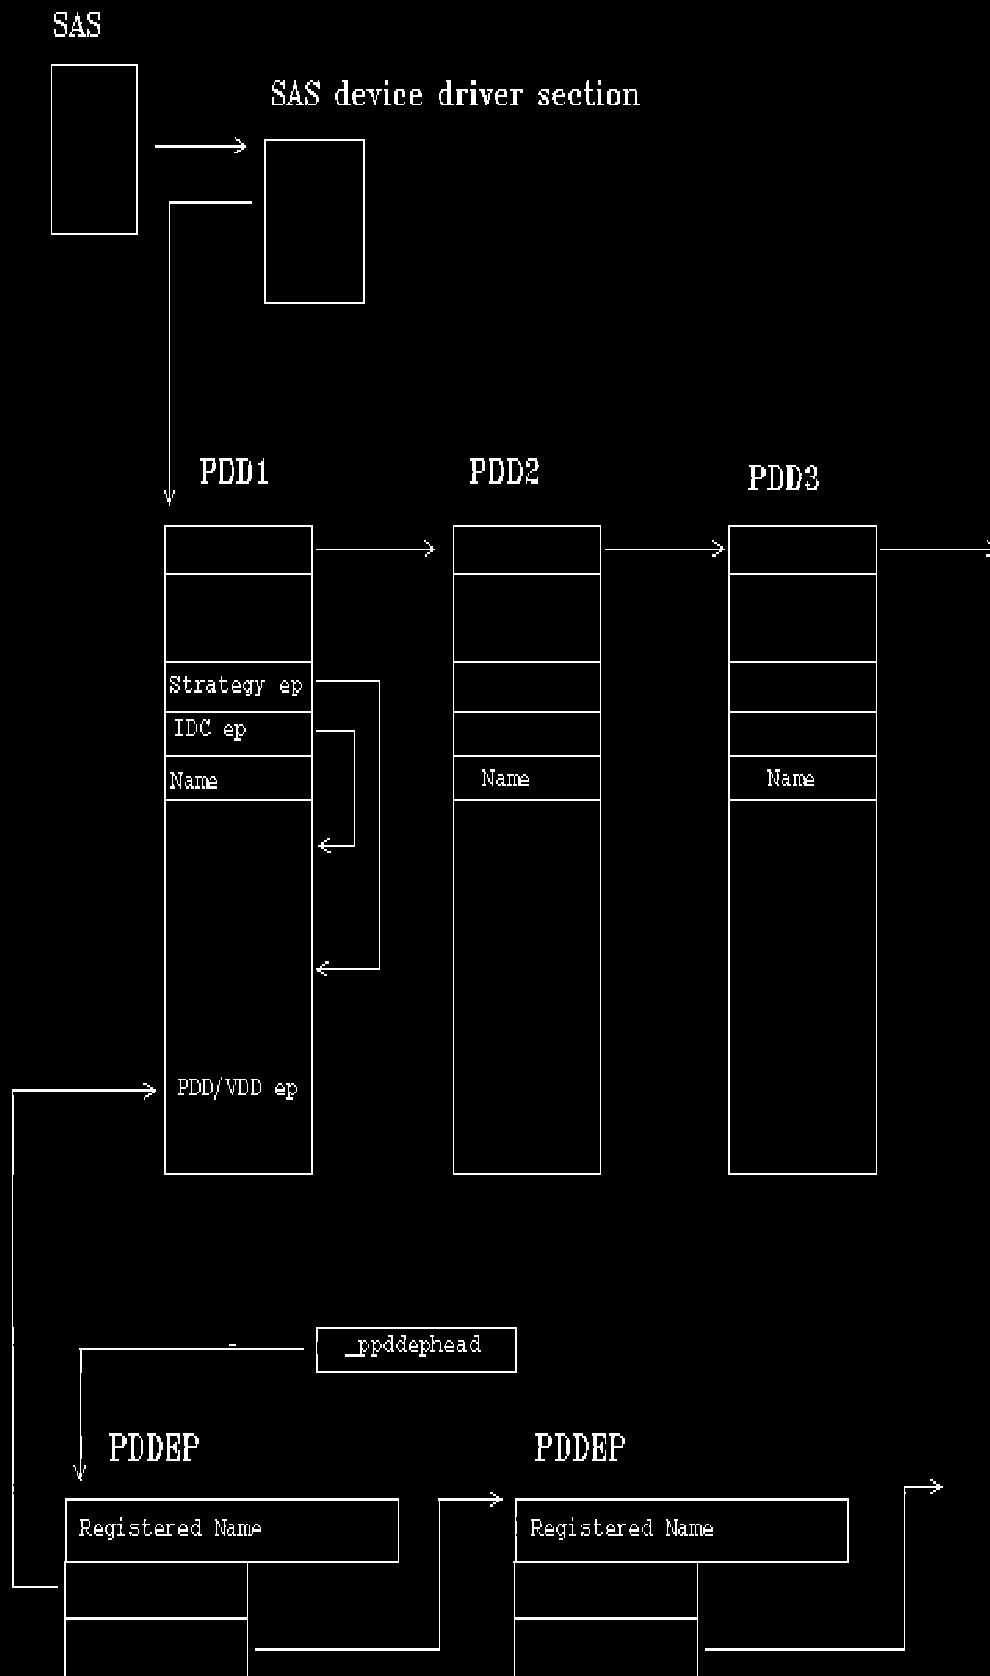 SAS
SAS device driver section
PDD1
PDD2
PDD3
Strategy ep
IDC ep
Name
Name
Name
PDD/VDD ep
_ppddephead
PDDEP
PDDEP
Registered Name
Registered Name